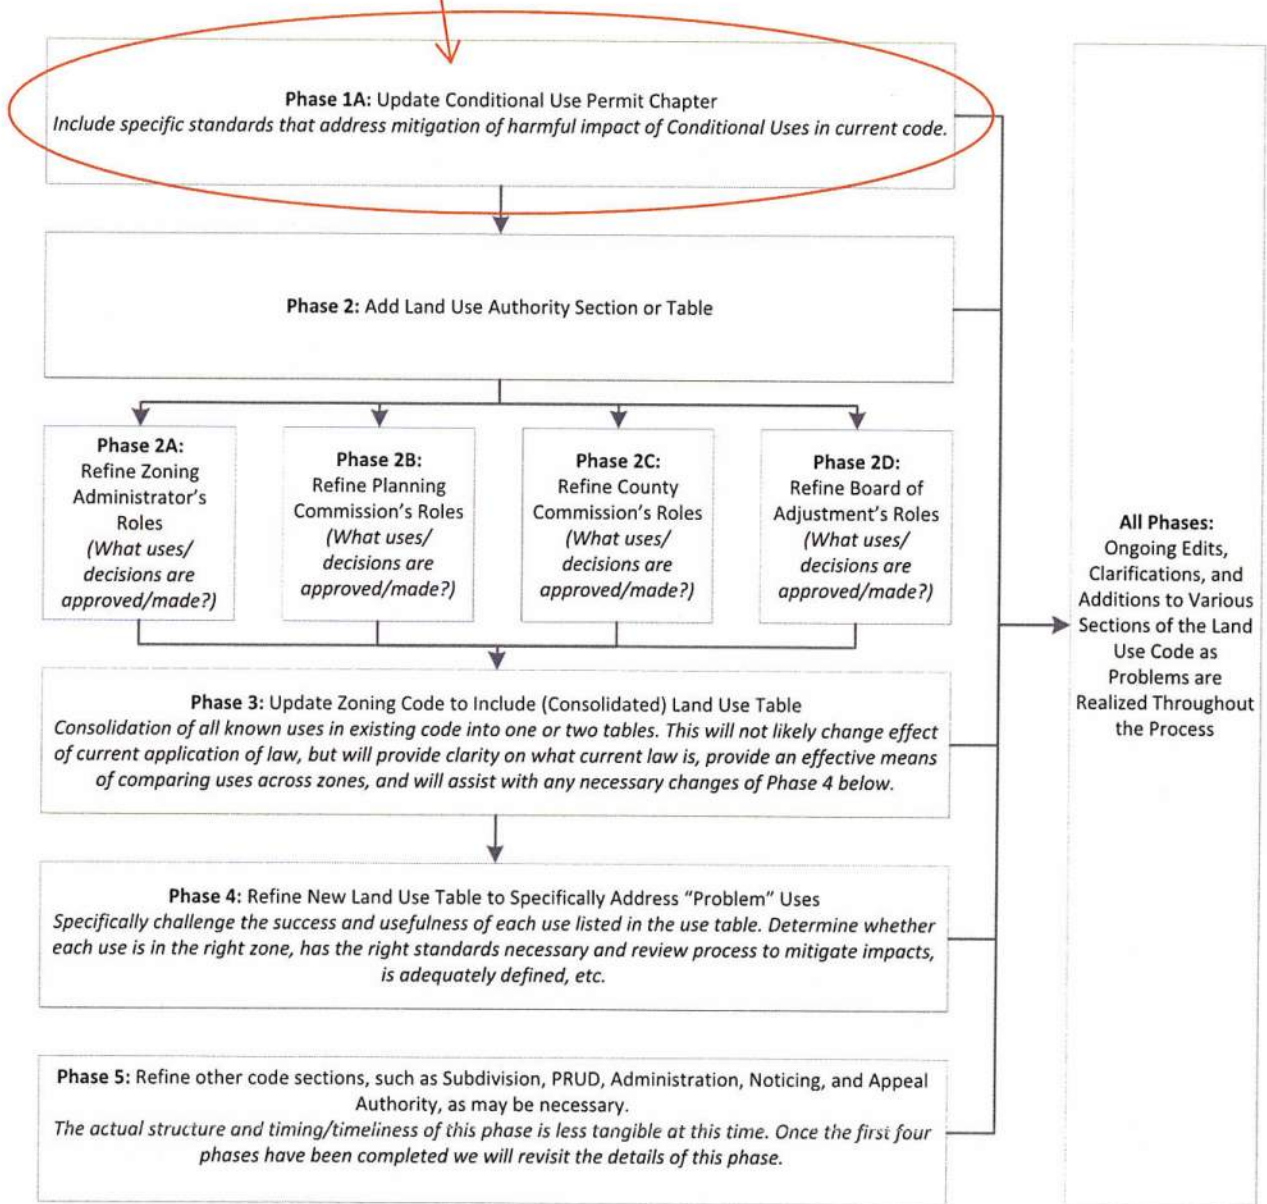 Phase 1A: Update Conditional Use Permit Chapter
Include specific standards that address mitigation of harmful impact of Conditional Uses in current code.
Phase 2: Add Land Use Authority Section or Table
Phase 2A:
Refine Zoning
Administrator's
Roles
(What uses/
decisions are
approved/made?)
Phase 2B:
Refine Planning
Commission's Roles
(What uses/
decisions are
approved/made?)
Phase 2C:
Refine County
Commission's Roles
(What uses/
decisions are
approved/made?)
Phase 2D:
Refine Board of
Adjustment's Roles
(What uses/
decisions are
approved/made?)
Phase 3: Update Zoning Code to Include (Consolidated) Land Use Table
Consolidation of all known uses in existing code into one or two tables. This will not likely change effect
of current application of law, but will provide clarity on what current law is, provide an effective means
of comparing uses across zones, and will assist with any necessary changes of Phase 4 below.
Phase 4: Refine New Land Use Table to Specifically Address "Problem" Uses
Specifically challenge the success and usefulness of each use listed in the use table. Determine whether
each use is in the right zone, has the right standards necessary and review process to mitigate impacts,
is adequately defined, etc.
Phase 5: Refine other code sections, such as Subdivision, PRUD, Administration, Noticing, and Appeal
Authority, as may be necessary.
The actual structure and timing/timeliness of this phase is less tangible at this time. Once the first four
phases have been completed we will revisit the details of this phase.
All Phases:
Ongoing Edits,
Clarifications, and
Additions to Various
Sections of the Land
Use Code as
Problems are
Realized Throughout
the Process